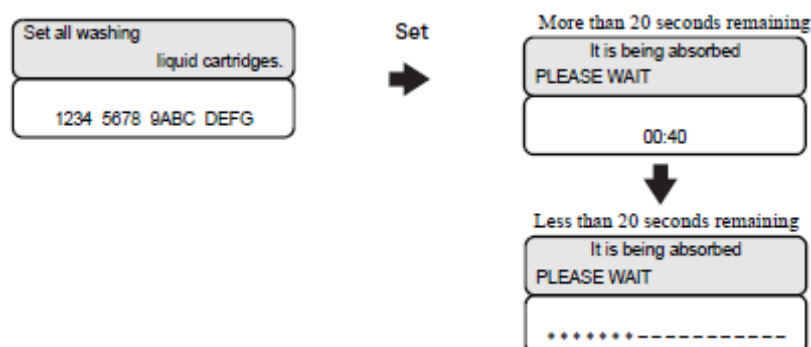 Set all washing
liquid cartridges.
1234 5678 9ABC DEFG
Set
More than 20 seconds remaining
It is being absorbed
PLEASE WAIT
00:40
Less than 20 seconds remaining
It is being absorbed
PLEASE WAIT
*******-----------